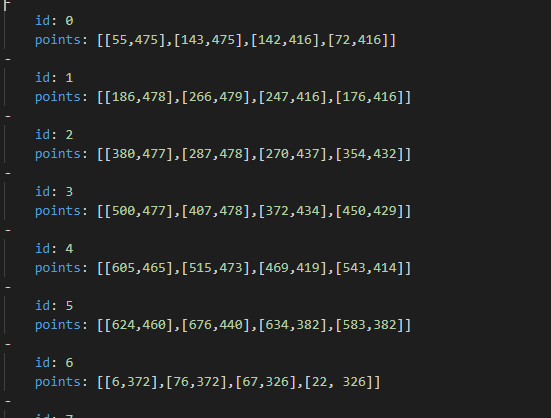 -
id: 0
points: [[55,475],[143,475],[142,416],[72,416]]
-
id: 1
points: [[186,478],[266,479],[247,416],[176,416]]
-
id: 2
points: [[380,477],[287,478],[270,437],[354,432]]
-
id: 3
points: [[500,477],[407,478],[372,434],[450,429]]
-
id: 4
points: [[605,465],[515,473],[469,419],[543,414]]
-
id: 5
points: [[624,460],[676,440],[634,382],[583,382]]
-
id: 6
points: [[6,372],[76,372],[67,326],[22, 326]]
-